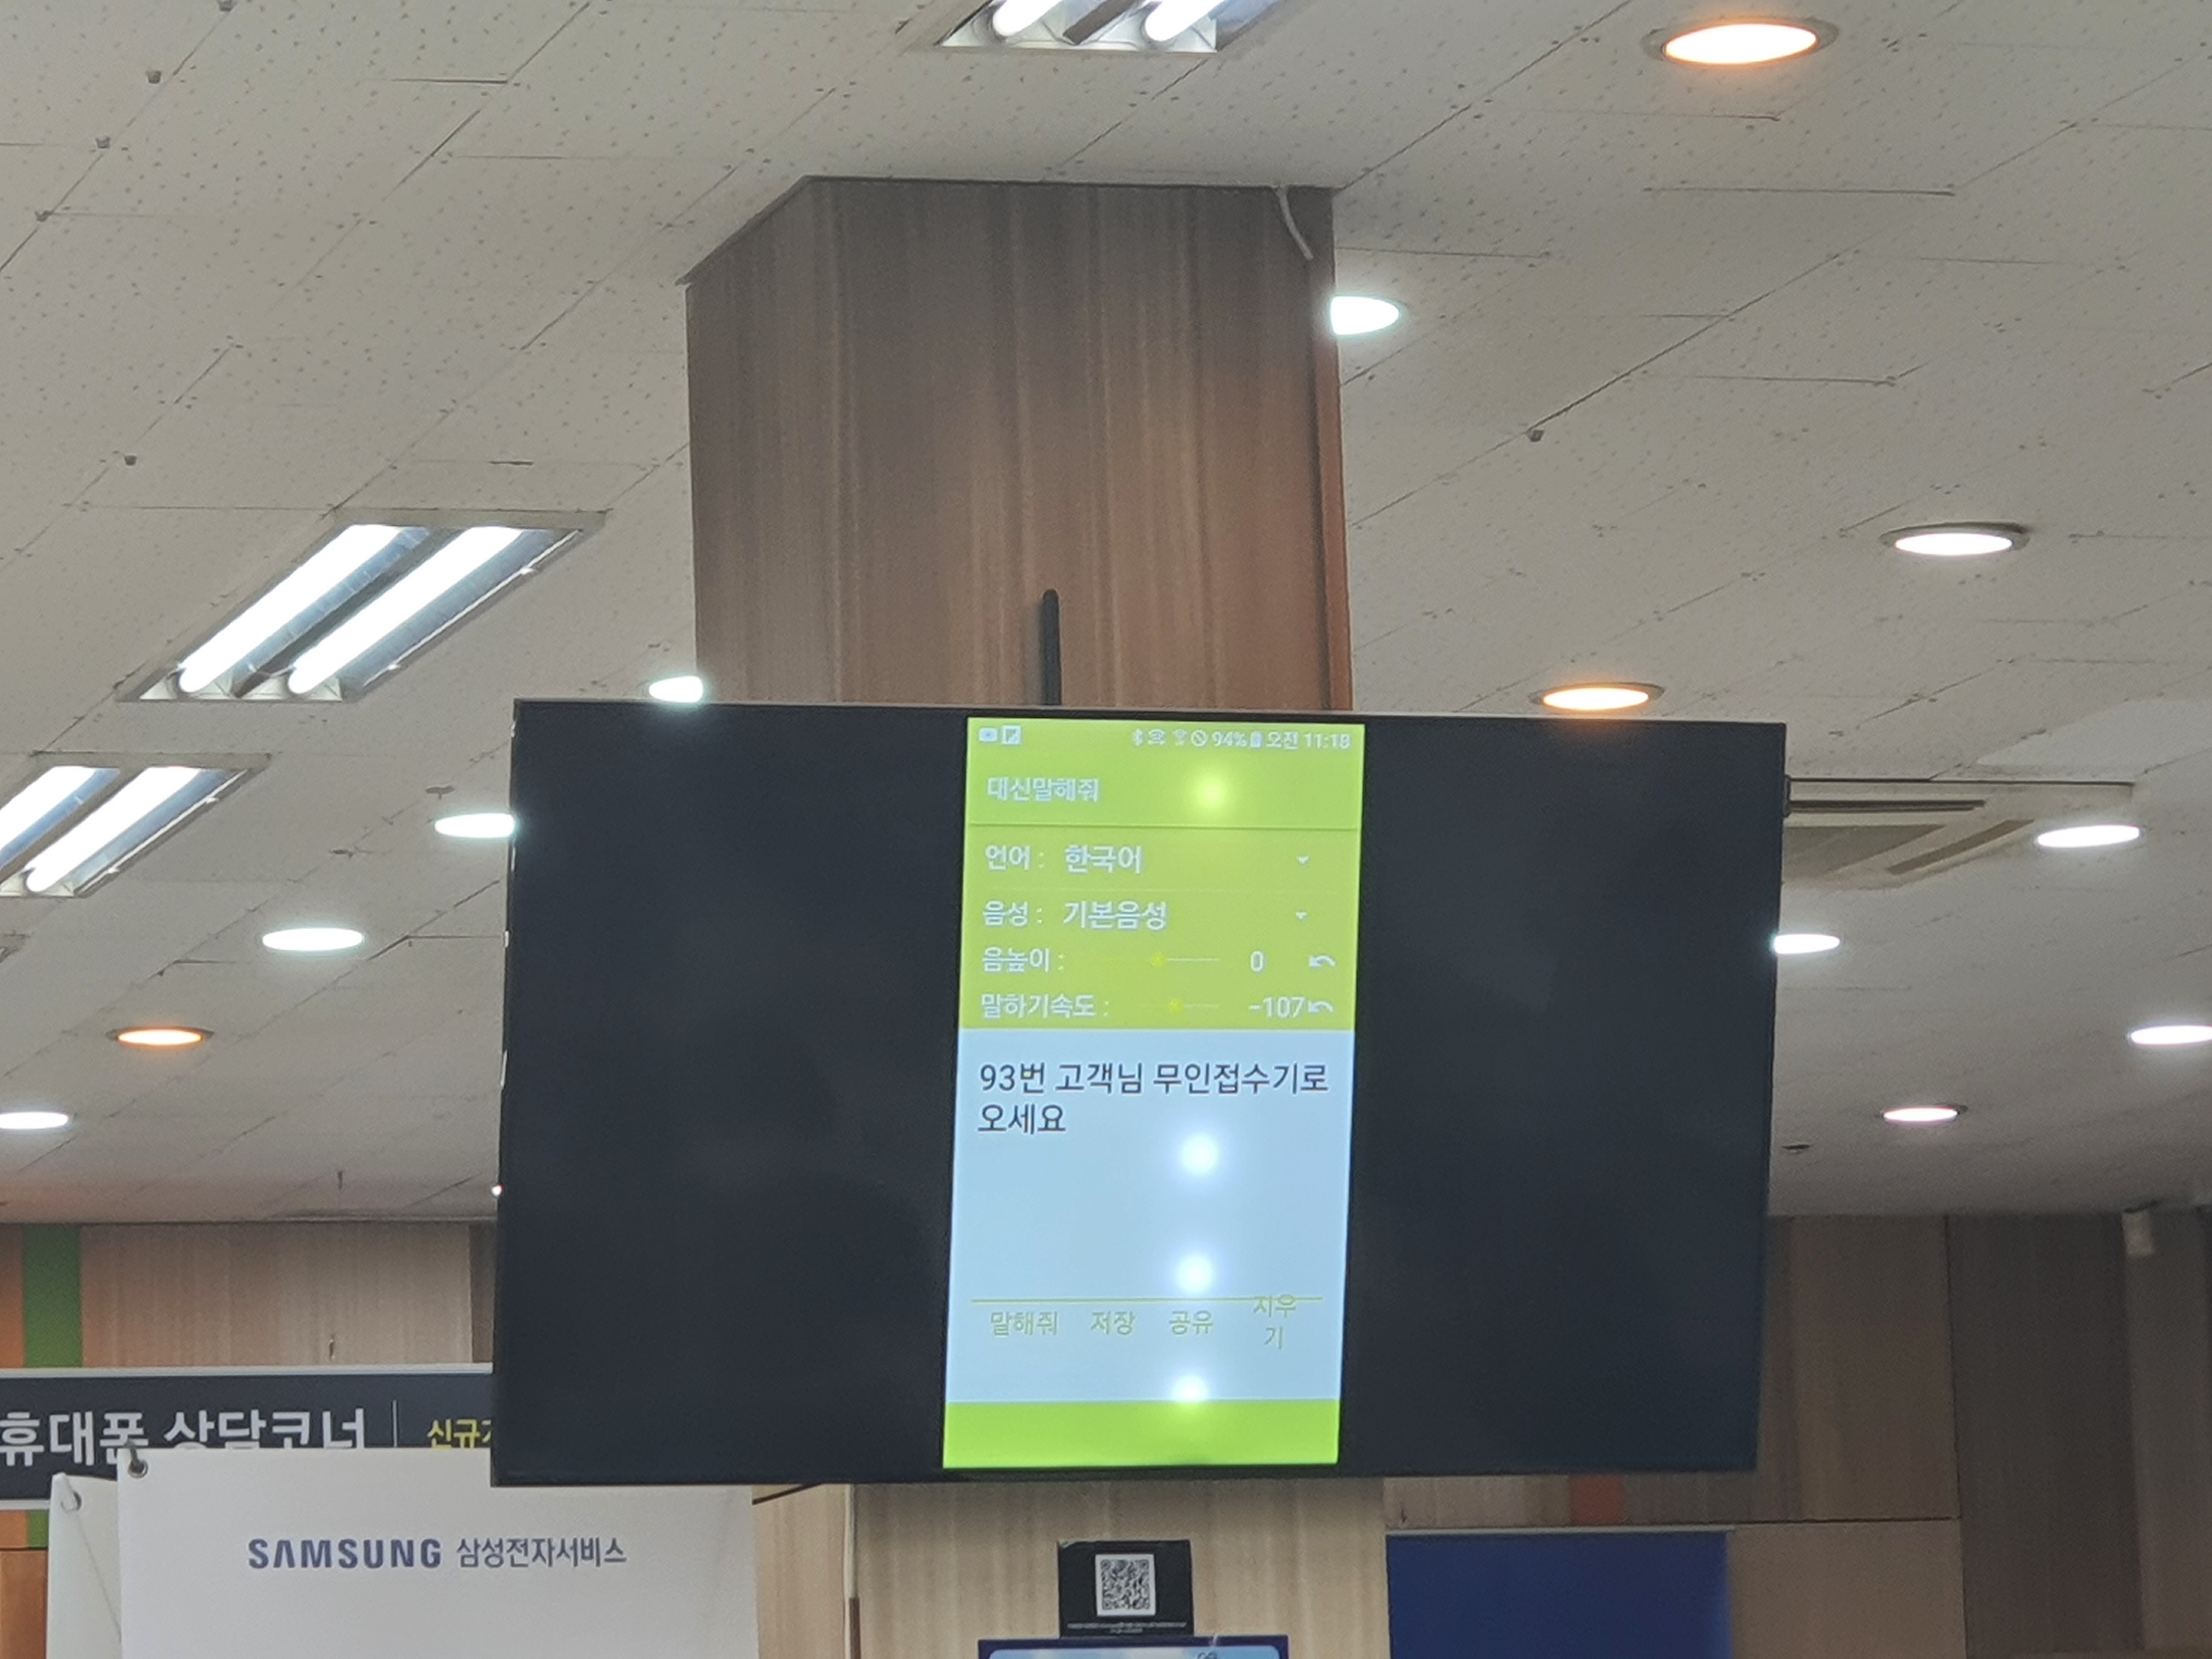 94% 오전 11:18
대신말해줘
언어 : 한국어
음성 : 기본음성
음높이 : 0
말하기속도 : -107
93번 고객님 무인접수기로
오세요
말해줘 저장 공유 지우
기
휴대폰 상담코너
신규
SAMSUNG 삼성전자서비스